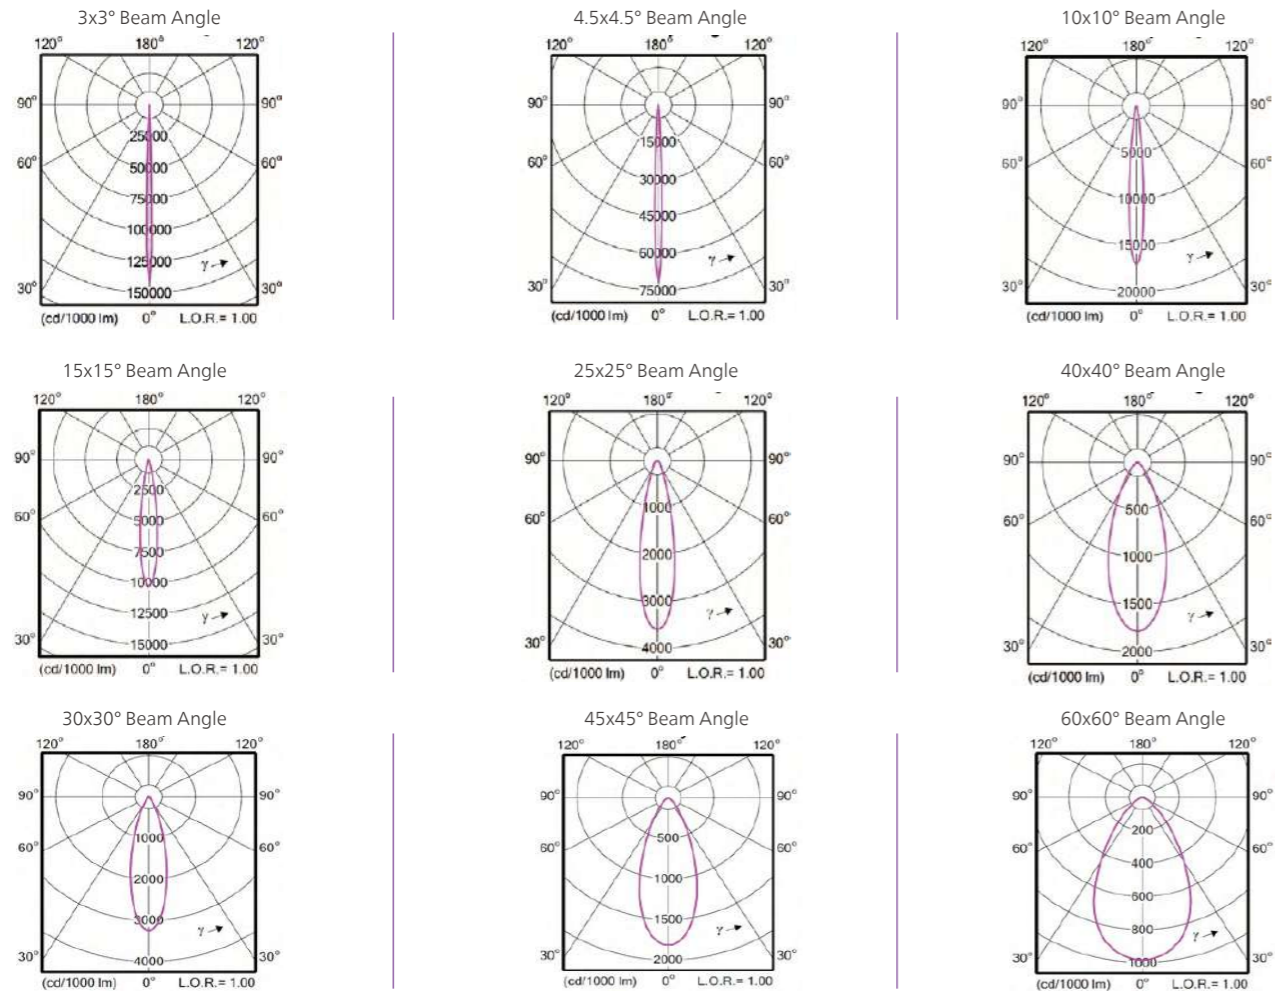 3x3° Beam Angle
120° 180° 120°
90° 90°
25000
60° 50000 60°
75000
100000
125000 γ
30° 150000 30°
(cd/1000 lm) 0° L.O.R.= 1.00
4.5x4.5° Beam Angle
120° 180° 120°
90° 90°
15000
60° 30000 60°
45000
60000 γ
30° 75000 30°
(cd/1000 lm) 0° L.O.R.= 1.00
10x10° Beam Angle
120° 180° 120°
90° 90°
5000
60° 60°
10000
15000 γ
30° 20000 30°
(cd/1000 lm) 0° L.O.R.= 1.00
15x15° Beam Angle
120° 180° 120°
90° 90°
2500
60° 5000 60°
7500
10000
12500 γ
30° 15000 30°
(cd/1000 lm) 0° L.O.R.= 1.00
25x25° Beam Angle
120° 180° 120°
90° 90°
1000
60° 60°
2000
3000 γ
30° 4000 30°
(cd/1000 lm) 0° L.O.R.= 1.00
40x40° Beam Angle
120° 180° 120°
90° 90°
500
60° 60°
1000
1500 γ
30° 2000 30°
(cd/1000 lm) 0° L.O.R.= 1.00
30x30° Beam Angle
120° 180° 120°
90° 90°
1000
60° 60°
2000
3000 γ
30° 4000 30°
(cd/1000 lm) 0° L.O.R.= 1.00
45x45° Beam Angle
120° 180° 120°
90° 90°
500
60° 60°
1000
1500 γ
30° 2000 30°
(cd/1000 lm) 0° L.O.R.= 1.00
60x60° Beam Angle
120° 180° 120°
90° 90°
200
60° 400 60°
600
800 γ
30° 1000 30°
(cd/1000 lm) 0° L.O.R.= 1.00